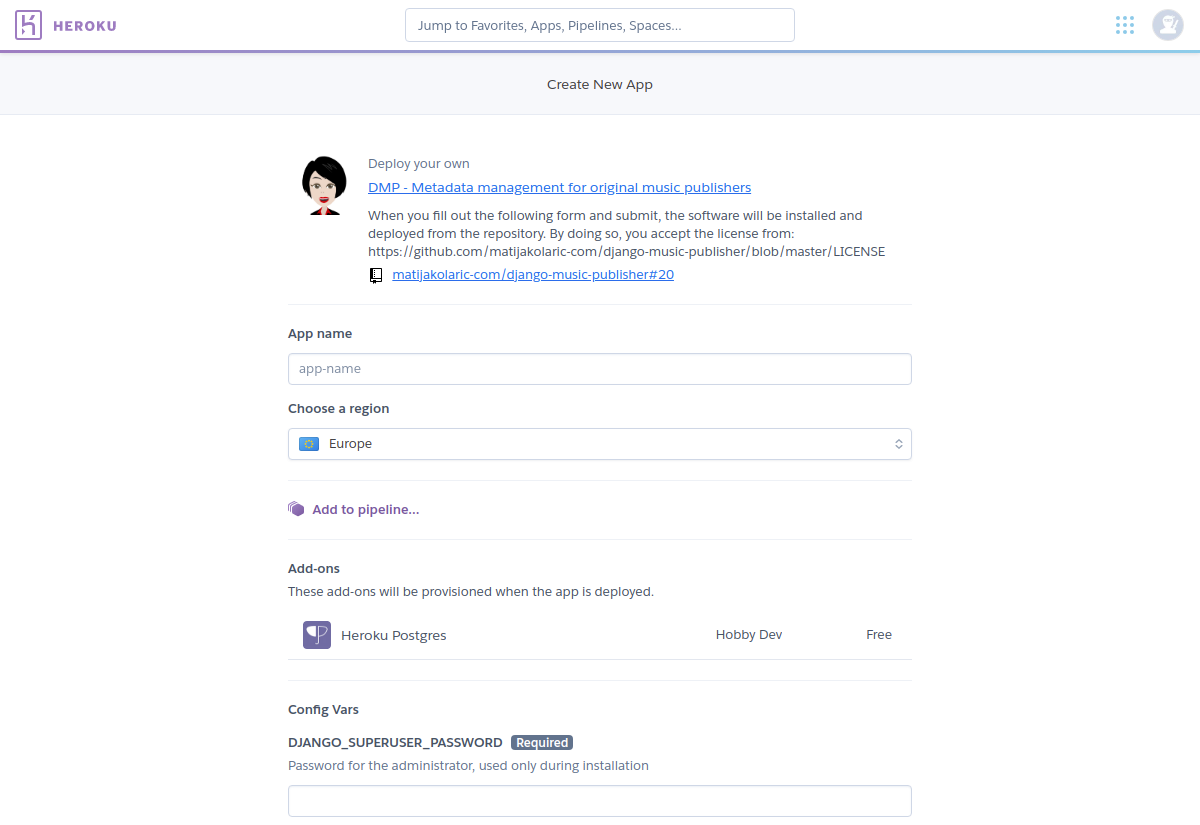 HEROKU
Jump to Favorites, Apps, Pipelines, Spaces...
Create New App
Deploy your own
DMP - Metadata management for original music publishers
When you fill out the following form and submit, the software will be installed and
deployed from the repository. By doing so, you accept the license from:
https://github.com/matijakolaric-com/django-music-publisher/blob/master/LICENSE
matijakolaric-com/django-music-publisher#20
App name
app-name
Choose a region
Europe
Add to pipeline...
Add-ons
These add-ons will be provisioned when the app is deployed.
Heroku Postgres Hobby Dev Free
Config Vars
DJANGO_SUPERUSER_PASSWORD Required
Password for the administrator, used only during installation